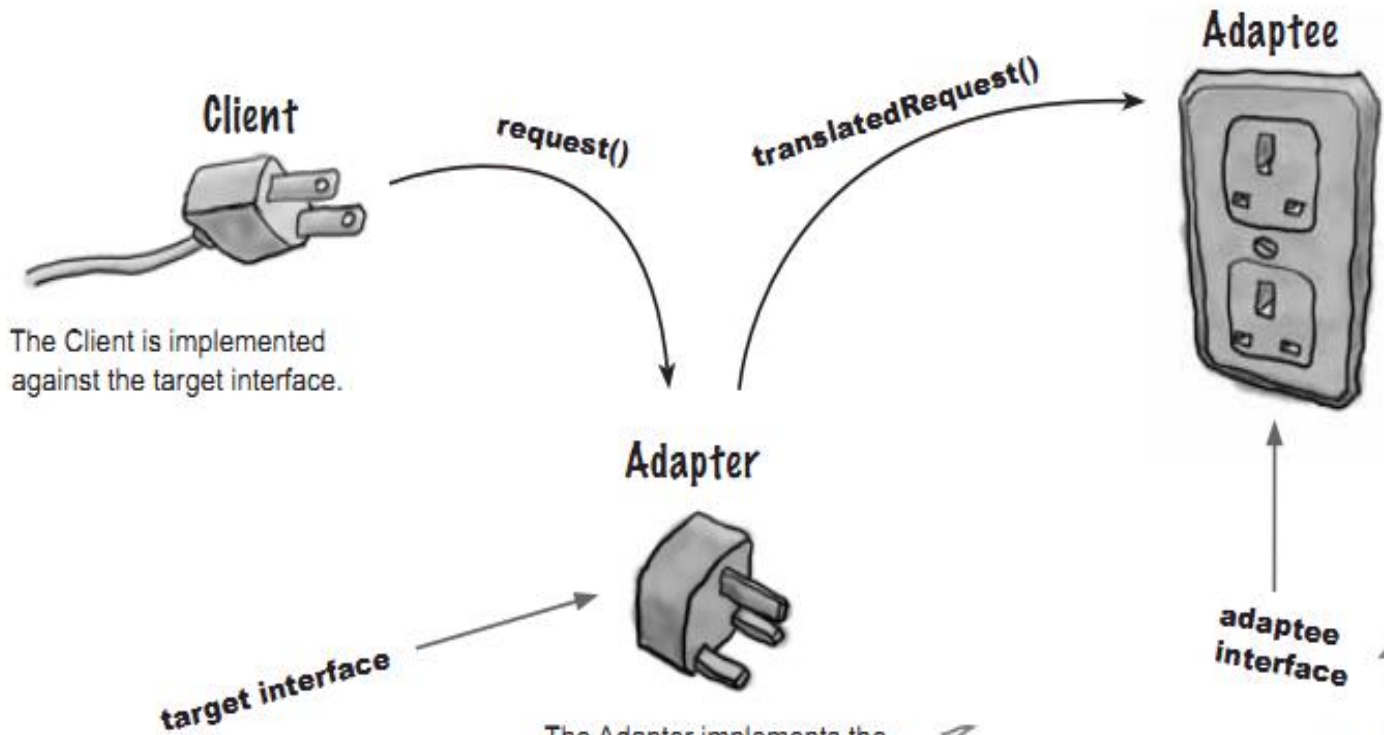 Adaptee
Client
request()
translatedRequest()
The Client is implemented
against the target interface.
Adapter
target interface
adaptee
interface
The Adapter implements the